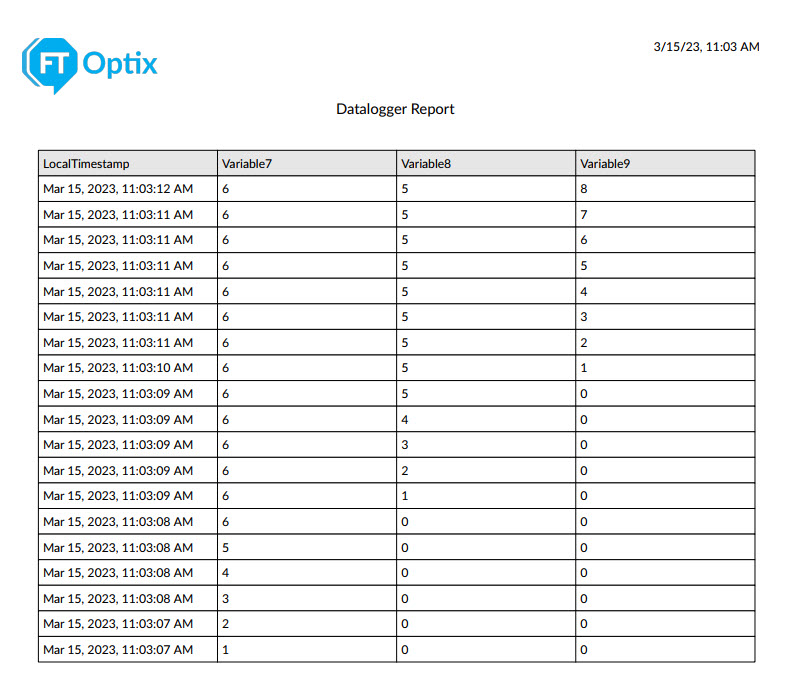 3/15/23, 11:03 AM
FT Optix
Datalogger Report
LocalTimestamp Variable7 Variable8 Variable9
Mar 15, 2023, 11:03:12 AM 6 5 8
Mar 15, 2023, 11:03:11 AM 6 5 7
Mar 15, 2023, 11:03:11 AM 6 5 6
Mar 15, 2023, 11:03:11 AM 6 5 5
Mar 15, 2023, 11:03:11 AM 6 5 4
Mar 15, 2023, 11:03:11 AM 6 5 3
Mar 15, 2023, 11:03:11 AM 6 5 2
Mar 15, 2023, 11:03:10 AM 6 5 1
Mar 15, 2023, 11:03:09 AM 6 5 0
Mar 15, 2023, 11:03:09 AM 6 4 0
Mar 15, 2023, 11:03:09 AM 6 3 0
Mar 15, 2023, 11:03:09 AM 6 2 0
Mar 15, 2023, 11:03:09 AM 6 1 0
Mar 15, 2023, 11:03:08 AM 6 0 0
Mar 15, 2023, 11:03:08 AM 5 0 0
Mar 15, 2023, 11:03:08 AM 4 0 0
Mar 15, 2023, 11:03:08 AM 3 0 0
Mar 15, 2023, 11:03:07 AM 2 0 0
Mar 15, 2023, 11:03:07 AM 1 0 0